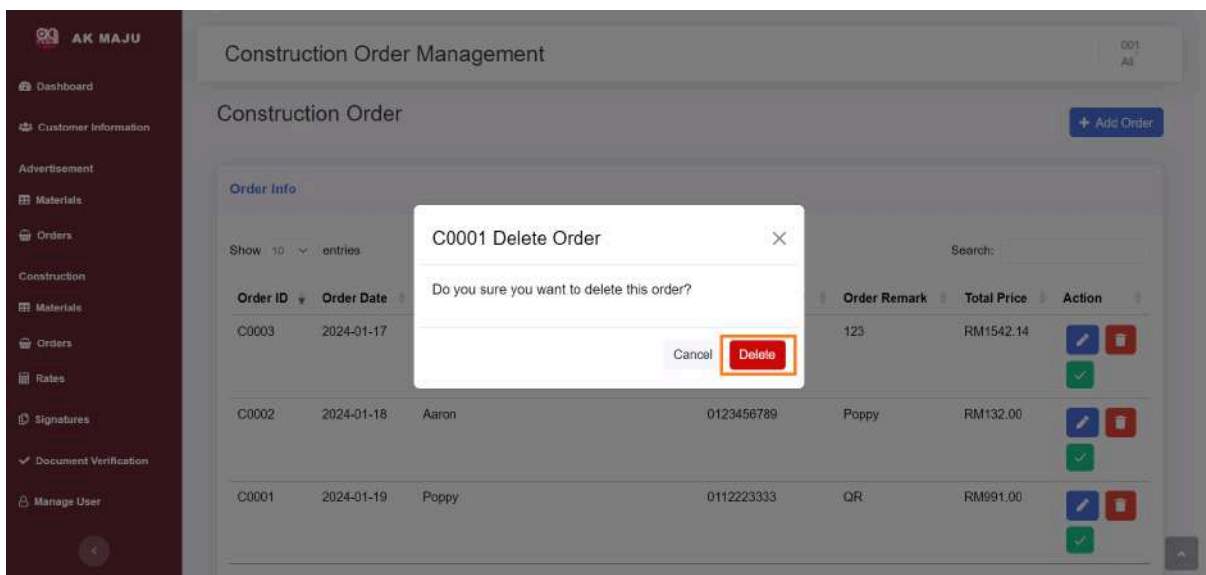 AK MAJU
Dashboard
Customer Information
Advertisement
Materials
Orders
Construction
Materials
Orders
Rates
Signatures
Document Verification
Manage User
Construction Order Management
001
All
Construction Order
+ Add Order
Order Info
Show 10 entries
Search:
Order ID Order Date Order Remark Total Price Action
C0003 2024-01-17 123 RM1542.14
C0002 2024-01-18 Aaron 0123456789 Poppy RM132.00
C0001 2024-01-19 Poppy 0112223333 QR RM991.00
C0001 Delete Order
Do you sure you want to delete this order?
Cancel Delete